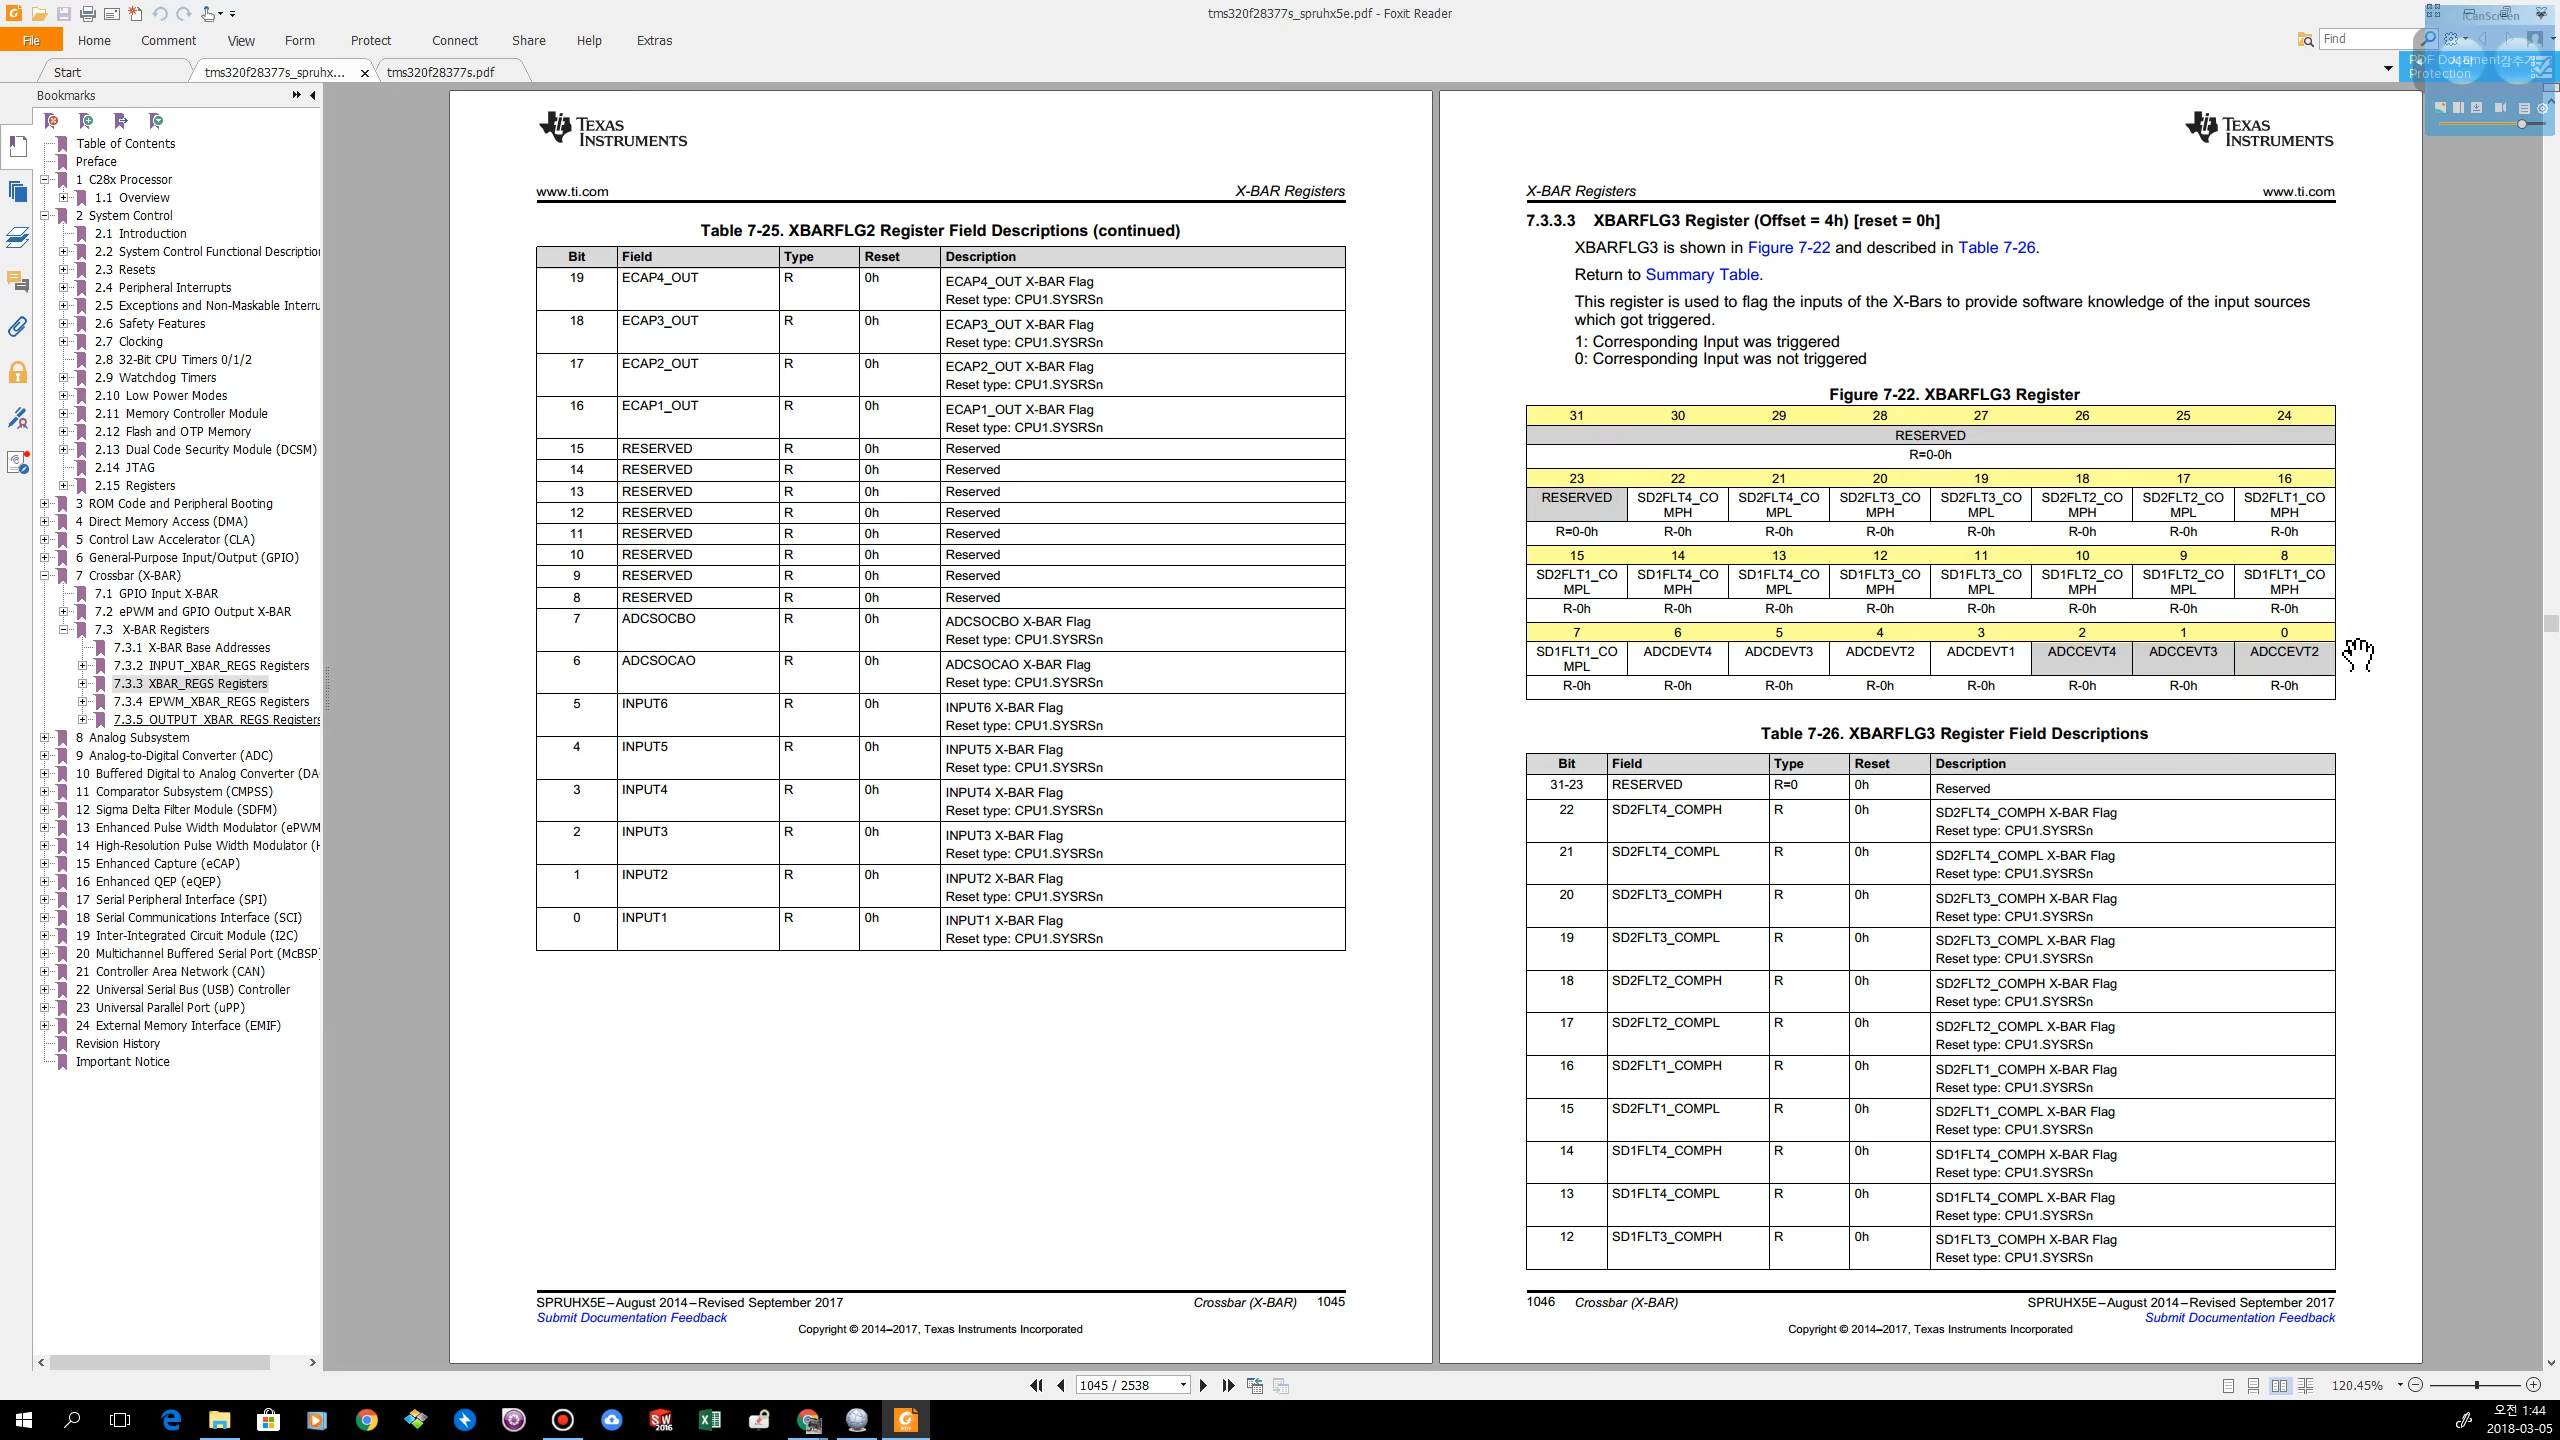 tms320f28377s_spruhx5e.pdf - Foxit Reader
File Home Comment View Form Protect Connect Share Help Extras
Find
Start tms320f28377s_spruhx... tms320f28377s.pdf
iCanScreen
PDF Document
Protection
Bookmarks
Table of Contents
Preface
1 C28x Processor
1.1 Overview
2 System Control
2.1 Introduction
2.2 System Control Functional Description
2.3 Resets
2.4 Peripheral Interrupts
2.5 Exceptions and Non-Maskable Interru
2.6 Safety Features
2.7 Clocking
2.8 32-Bit CPU Timers 0/1/2
2.9 Watchdog Timers
2.10 Low Power Modes
2.11 Memory Controller Module
2.12 Flash and OTP Memory
2.13 Dual Code Security Module (DCSM)
2.14 JTAG
2.15 Registers
3 ROM Code and Peripheral Booting
4 Direct Memory Access (DMA)
5 Control Law Accelerator (CLA)
6 General-Purpose Input/Output (GPIO)
7 Crossbar (X-BAR)
7.1 GPIO Input X-BAR
7.2 ePWM and GPIO Output X-BAR
7.3 X-BAR Registers
7.3.1 X-BAR Base Addresses
7.3.2 INPUT_XBAR_REGS Registers
7.3.3 XBAR_REGS Registers
7.3.4 EPWM_XBAR_REGS Registers
7.3.5 OUTPUT_XBAR_REGS Registers
8 Analog Subsystem
9 Analog-to-Digital Converter (ADC)
10 Buffered Digital to Analog Converter (DA
11 Comparator Subsystem (CMPSS)
12 Sigma Delta Filter Module (SDFM)
13 Enhanced Pulse Width Modulator (ePWM
14 High-Resolution Pulse Width Modulator (H
15 Enhanced Capture (eCAP)
16 Enhanced QEP (eQEP)
17 Serial Peripheral Interface (SPI)
18 Serial Communications Interface (SCI)
19 Inter-Integrated Circuit Module (I2C)
20 Multichannel Buffered Serial Port (McBSP)
21 Controller Area Network (CAN)
22 Universal Serial Bus (USB) Controller
23 Universal Parallel Port (uPP)
24 External Memory Interface (EMIF)
Revision History
Important Notice
TEXAS
INSTRUMENTS
www.ti.com X-BAR Registers
Table 7-25. XBARFLG2 Register Field Descriptions (continued)
Bit Field Type Reset Description
19 ECAP4_OUT R 0h ECAP4_OUT X-BAR Flag
Reset type: CPU1.SYSRSn
18 ECAP3_OUT R 0h ECAP3_OUT X-BAR Flag
Reset type: CPU1.SYSRSn
17 ECAP2_OUT R 0h ECAP2_OUT X-BAR Flag
Reset type: CPU1.SYSRSn
16 ECAP1_OUT R 0h ECAP1_OUT X-BAR Flag
Reset type: CPU1.SYSRSn
15 RESERVED R 0h Reserved
14 RESERVED R 0h Reserved
13 RESERVED R 0h Reserved
12 RESERVED R 0h Reserved
11 RESERVED R 0h Reserved
10 RESERVED R 0h Reserved
9 RESERVED R 0h Reserved
8 RESERVED R 0h Reserved
7 ADCSOCBO R 0h ADCSOCBO X-BAR Flag
Reset type: CPU1.SYSRSn
6 ADCSOCAO R 0h ADCSOCAO X-BAR Flag
Reset type: CPU1.SYSRSn
5 INPUT6 R 0h INPUT6 X-BAR Flag
Reset type: CPU1.SYSRSn
4 INPUT5 R 0h INPUT5 X-BAR Flag
Reset type: CPU1.SYSRSn
3 INPUT4 R 0h INPUT4 X-BAR Flag
Reset type: CPU1.SYSRSn
2 INPUT3 R 0h INPUT3 X-BAR Flag
Reset type: CPU1.SYSRSn
1 INPUT2 R 0h INPUT2 X-BAR Flag
Reset type: CPU1.SYSRSn
0 INPUT1 R 0h INPUT1 X-BAR Flag
Reset type: CPU1.SYSRSn
SPRUHX5E–August 2014–Revised September 2017 Crossbar (X-BAR) 1045
Submit Documentation Feedback
Copyright © 2014–2017, Texas Instruments Incorporated
TEXAS
INSTRUMENTS
X-BAR Registers www.ti.com
7.3.3.3 XBARFLG3 Register (Offset = 4h) [reset = 0h]
XBARFLG3 is shown in Figure 7-22 and described in Table 7-26.
Return to Summary Table.
This register is used to flag the inputs of the X-Bars to provide software knowledge of the input sources
which got triggered.
1: Corresponding Input was triggered
0: Corresponding Input was not triggered
Figure 7-22. XBARFLG3 Register
31 30 29 28 27 26 25 24
RESERVED
R=0-0h
23 22 21 20 19 18 17 16
RESERVED SD2FLT4_CO SD2FLT4_CO SD2FLT3_CO SD2FLT3_CO SD2FLT2_CO SD2FLT2_CO SD2FLT1_CO
MPH MPL MPH MPL MPH MPL MPH
R=0-0h R-0h R-0h R-0h R-0h R-0h R-0h R-0h
15 14 13 12 11 10 9 8
SD2FLT1_CO SD1FLT4_CO SD1FLT4_CO SD1FLT3_CO SD1FLT3_CO SD1FLT2_CO SD1FLT2_CO SD1FLT1_CO
MPL MPH MPL MPH MPL MPH MPL MPH
R-0h R-0h R-0h R-0h R-0h R-0h R-0h R-0h
7 6 5 4 3 2 1 0
SD1FLT1_CO ADCDEVT4 ADCDEVT3 ADCDEVT2 ADCDEVT1 ADCCEVT4 ADCCEVT3 ADCCEVT2
MPL
R-0h R-0h R-0h R-0h R-0h R-0h R-0h R-0h
Table 7-26. XBARFLG3 Register Field Descriptions
Bit Field Type Reset Description
31-23 RESERVED R=0 0h Reserved
22 SD2FLT4_COMPH R 0h SD2FLT4_COMPH X-BAR Flag
Reset type: CPU1.SYSRSn
21 SD2FLT4_COMPL R 0h SD2FLT4_COMPL X-BAR Flag
Reset type: CPU1.SYSRSn
20 SD2FLT3_COMPH R 0h SD2FLT3_COMPH X-BAR Flag
Reset type: CPU1.SYSRSn
19 SD2FLT3_COMPL R 0h SD2FLT3_COMPL X-BAR Flag
Reset type: CPU1.SYSRSn
18 SD2FLT2_COMPH R 0h SD2FLT2_COMPH X-BAR Flag
Reset type: CPU1.SYSRSn
17 SD2FLT2_COMPL R 0h SD2FLT2_COMPL X-BAR Flag
Reset type: CPU1.SYSRSn
16 SD2FLT1_COMPH R 0h SD2FLT1_COMPH X-BAR Flag
Reset type: CPU1.SYSRSn
15 SD2FLT1_COMPL R 0h SD2FLT1_COMPL X-BAR Flag
Reset type: CPU1.SYSRSn
14 SD1FLT4_COMPH R 0h SD1FLT4_COMPH X-BAR Flag
Reset type: CPU1.SYSRSn
13 SD1FLT4_COMPL R 0h SD1FLT4_COMPL X-BAR Flag
Reset type: CPU1.SYSRSn
12 SD1FLT3_COMPH R 0h SD1FLT3_COMPH X-BAR Flag
Reset type: CPU1.SYSRSn
1046 Crossbar (X-BAR) SPRUHX5E–August 2014–Revised September 2017
Submit Documentation Feedback
Copyright © 2014–2017, Texas Instruments Incorporated
1045 / 2538
120.45%
오전 1:44
2018-03-05